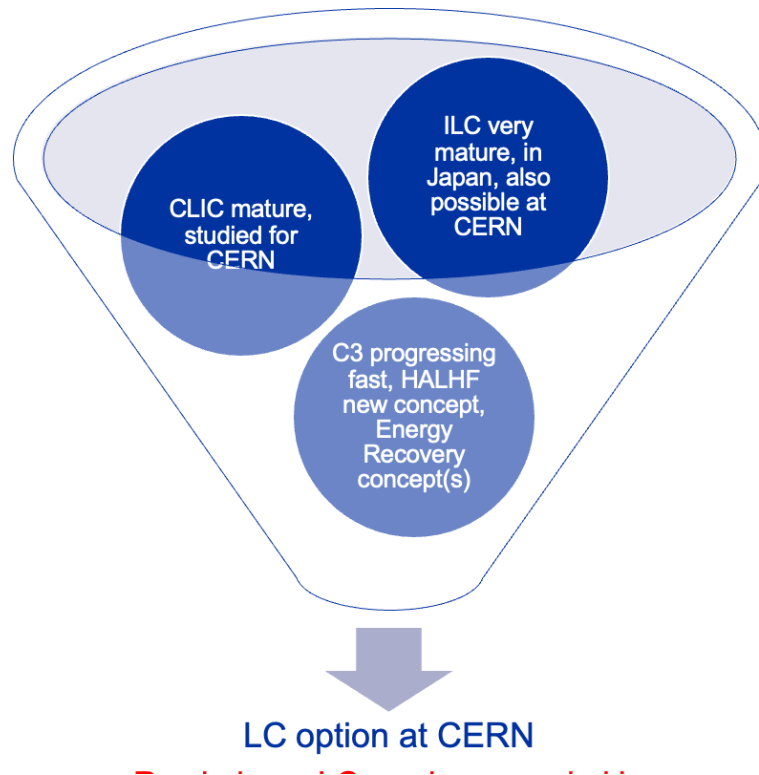 ILC very
mature, in
Japan, also
possible at
CERN
CLIC mature,
studied for
CERN
C3 progressing
fast, HALHF
new concept,
Energy
Recovery
concept(s)
LC option at CERN